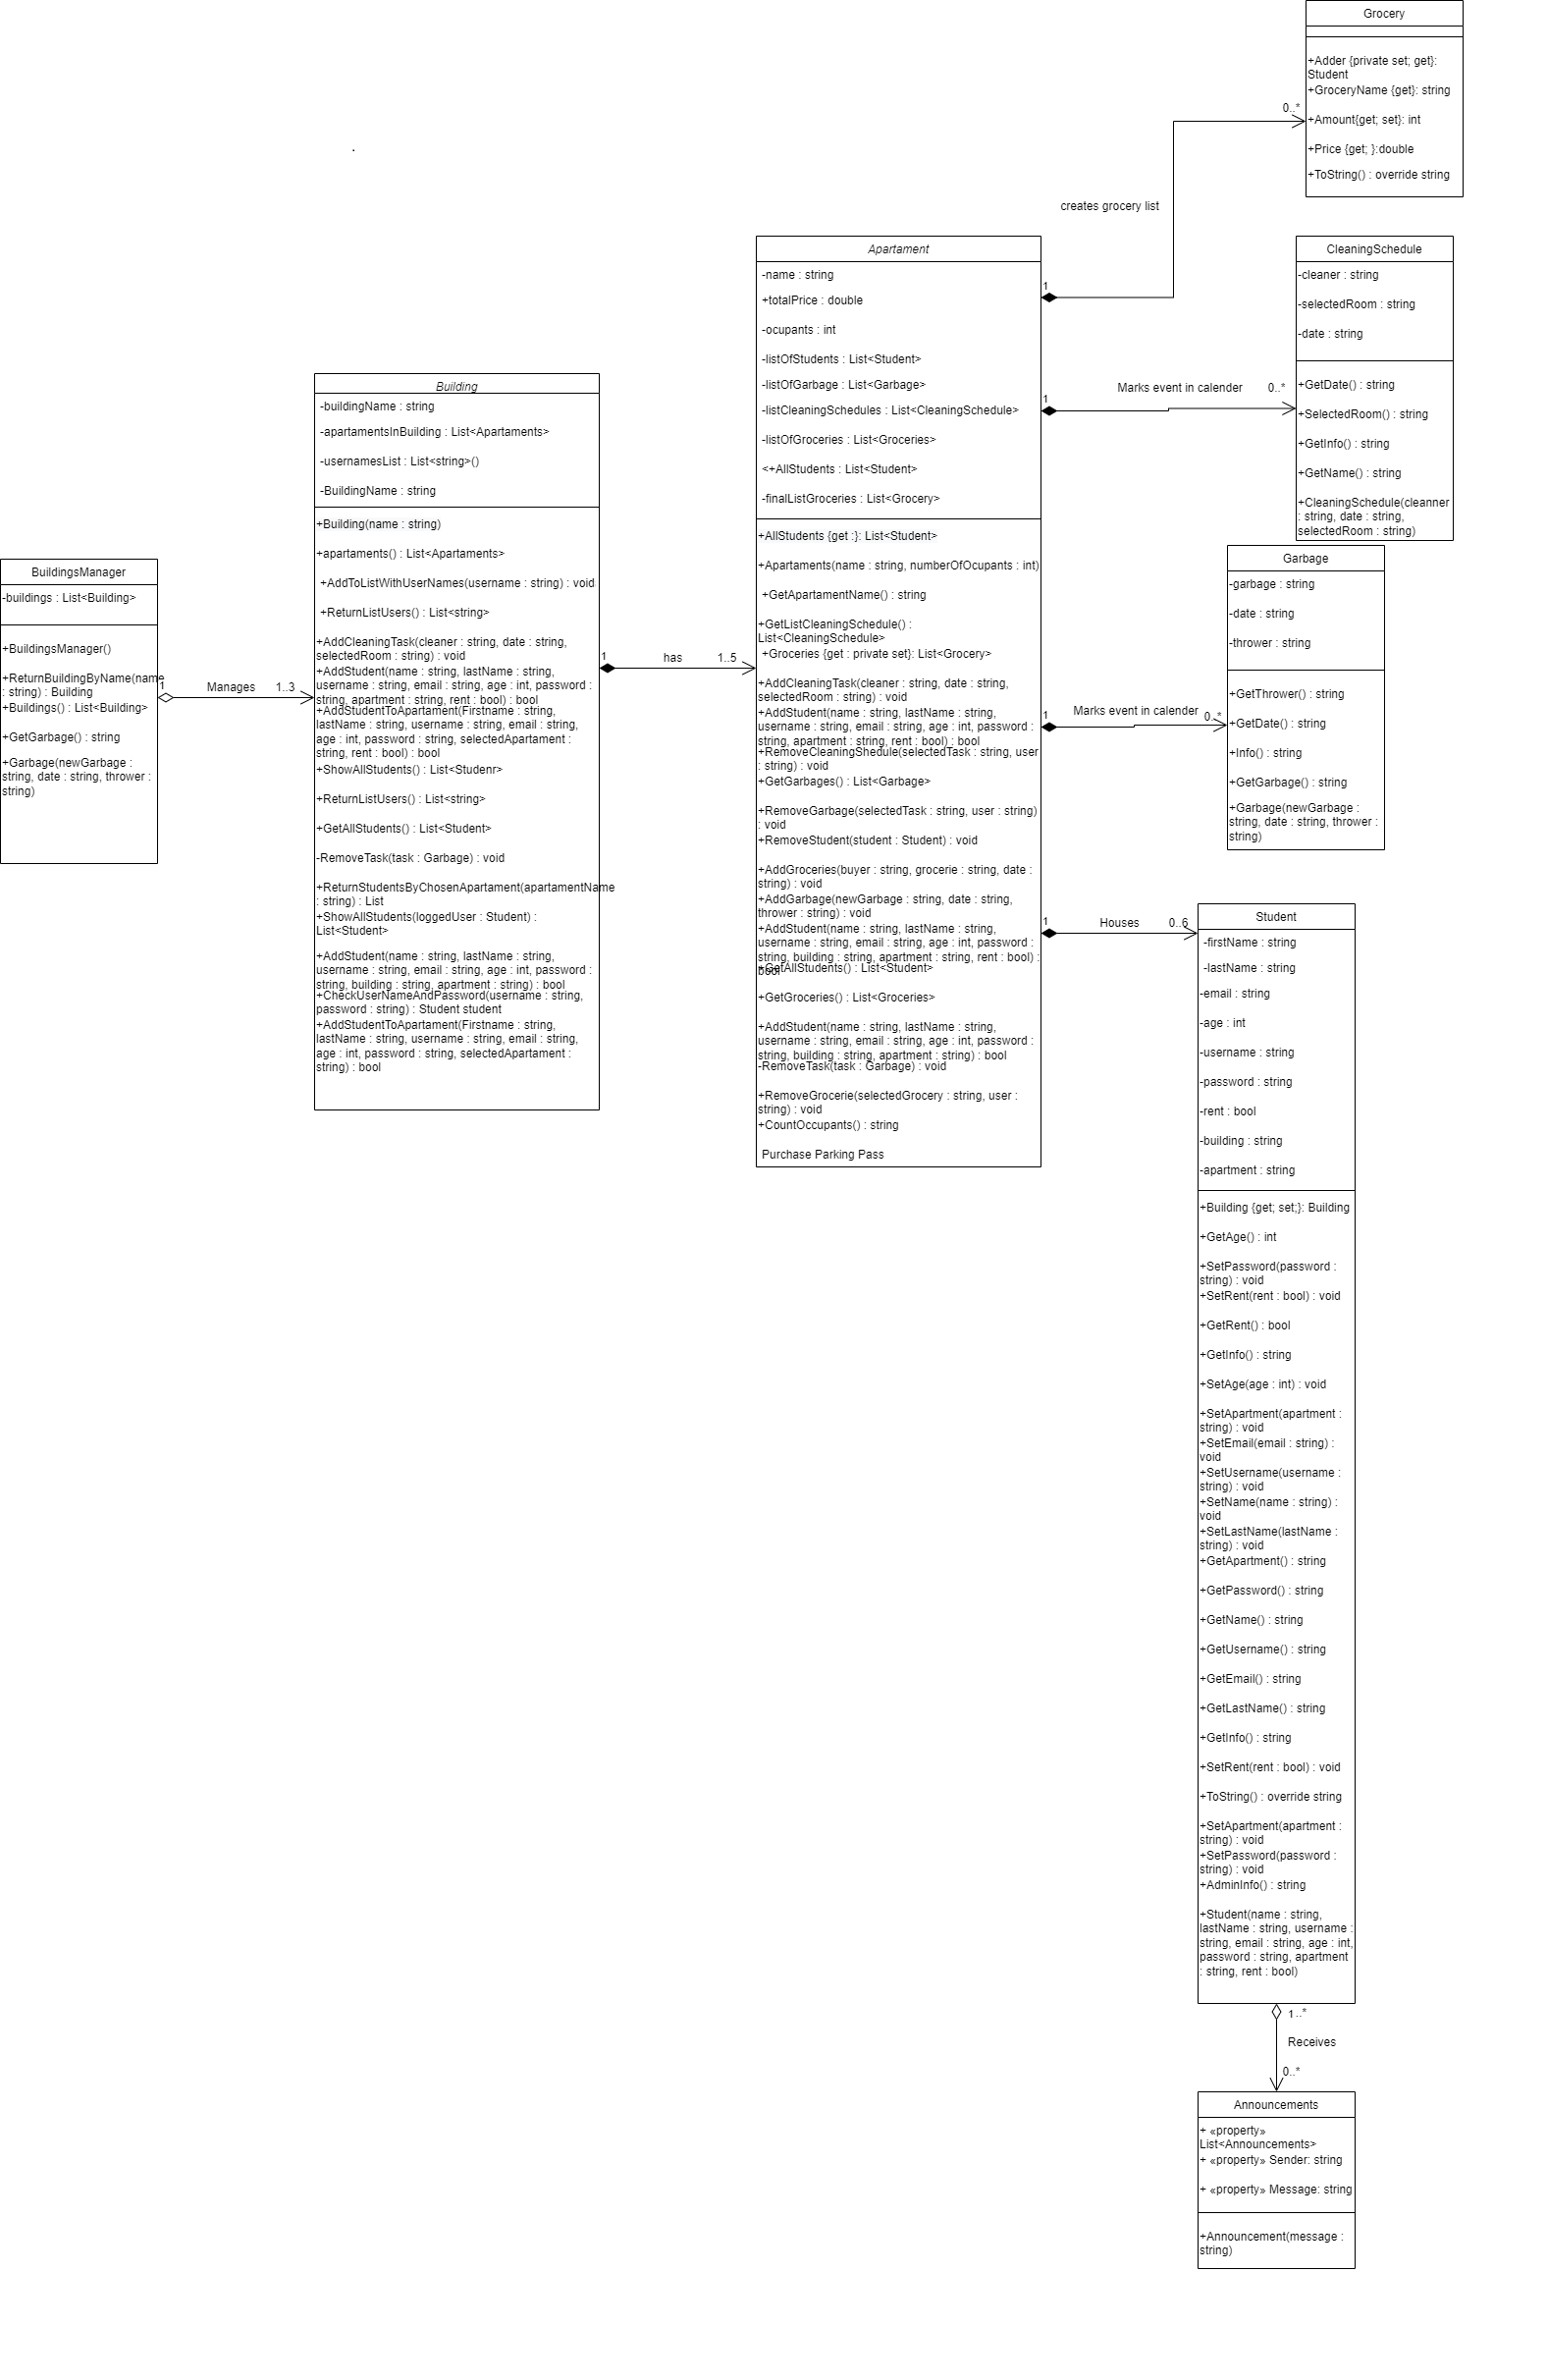 Grocery
+Adder {private set; get}:
Student
+GroceryName {get}: string
+Amount{get; set}: int
+Price {get; }:double
+ToString() : override string
0..*
creates grocery list
1
.
Apartament
-name : string
+totalPrice : double
-ocupants : int
-listOfStudents : List<Student>
-listOfGarbage : List<Garbage>
-listCleaningSchedules : List<CleaningSchedule>
-listOfGroceries : List<Groceries>
<+AllStudents : List<Student>
-finalListGroceries : List<Grocery>
+AllStudents {get :}: List<Student>
+Apartaments(name : string, numberOfOcupants : int)
+GetApartamentName() : string
+GetListCleaningSchedule() :
List<CleaningSchedule>
+Groceries {get : private set}: List<Grocery>
+AddCleaningTask(cleaner : string, date : string,
selectedRoom : string) : void
+AddStudent(name : string, lastName : string,
username : string, email : string, age : int, password :
string, apartment : string, rent : bool) : bool
+RemoveCleaningShedule(selectedTask : string, user
: string) : void
+GetGarbages() : List<Garbage>
+RemoveGarbage(selectedTask : string, user : string)
: void
+RemoveStudent(student : Student) : void
+AddGroceries(buyer : string, grocerie : string, date :
string) : void
+AddGarbage(newGarbage : string, date : string,
thrower : string) : void
+AddStudent(name : string, lastName : string,
username : string, email : string, age : int, password :
string, building : string, apartment : string, rent : bool) :
bool
+GetAllStudents() : List<Student>
+GetGroceries() : List<Groceries>
+AddStudent(name : string, lastName : string,
username : string, email : string, age : int, password :
string, building : string, apartment : string) : bool
-RemoveTask(task : Garbage) : void
+RemoveGrocerie(selectedGrocery : string, user :
string) : void
+CountOccupants() : string
Purchase Parking Pass
CleaningSchedule
-cleaner : string
-selectedRoom : string
-date : string
+GetDate() : string
+SelectedRoom() : string
+GetInfo() : string
+GetName() : string
+CleaningSchedule(cleanner
: string, date : string,
selectedRoom : string)
1
Marks event in calender
0..*
Building
-buildingName : string
-apartamentsInBuilding : List<Apartaments>
-usernamesList : List<string>()
-BuildingName : string
+Building(name : string)
+apartaments() : List<Apartaments>
+AddToListWithUserNames(username : string) : void
+ReturnListUsers() : List<string>
+AddCleaningTask(cleaner : string, date : string,
selectedRoom : string) : void
+AddStudent(name : string, lastName : string,
username : string, email : string, age : int, password :
string, apartment : string, rent : bool) : bool
+AddStudentToApartament(Firstname : string,
lastName : string, username : string, email : string,
age : int, password : string, selectedApartament :
string, rent : bool) : bool
+ShowAllStudents() : List<Studenr>
+ReturnListUsers() : List<string>
+GetAllStudents() : List<Student>
-RemoveTask(task : Garbage) : void
+ReturnStudentsByChosenApartament(apartamentName
: string) : List
+ShowAllStudents(loggedUser : Student) :
List<Student>
+AddStudent(name : string, lastName : string,
username : string, email : string, age : int, password :
string, building : string, apartment : string) : bool
+CheckUserNameAndPassword(username : string,
password : string) : Student student
+AddStudentToApartament(Firstname : string,
lastName : string, username : string, email : string,
age : int, password : string, selectedApartament :
string) : bool
BuildingsManager
-buildings : List<Building>
+BuildingsManager()
+ReturnBuildingByName(name
: string) : Building
+Buildings() : List<Building>
+GetGarbage() : string
+Garbage(newGarbage :
string, date : string, thrower :
string)
1
Manages
1..3
1
has
1..5
Garbage
-garbage : string
-date : string
-thrower : string
+GetThrower() : string
+GetDate() : string
+Info() : string
+GetGarbage() : string
+Garbage(newGarbage :
string, date : string, thrower :
string)
1
Marks event in calender
0..*
1
Houses
0..6
Student
-firstName : string
-lastName : string
-email : string
-age : int
-username : string
-password : string
-rent : bool
-building : string
-apartment : string
+Building {get; set;}: Building
+GetAge() : int
+SetPassword(password :
string) : void
+SetRent(rent : bool) : void
+GetRent() : bool
+GetInfo() : string
+SetAge(age : int) : void
+SetApartment(apartment :
string) : void
+SetEmail(email : string) :
void
+SetUsername(username :
string) : void
+SetName(name : string) :
void
+SetLastName(lastName :
string) : void
+GetApartment() : string
+GetPassword() : string
+GetName() : string
+GetUsername() : string
+GetEmail() : string
+GetLastName() : string
+GetInfo() : string
+SetRent(rent : bool) : void
+ToString() : override string
+SetApartment(apartment :
string) : void
+SetPassword(password :
string) : void
+AdminInfo() : string
+Student(name : string,
lastName : string, username :
string, email : string, age : int,
password : string, apartment
: string, rent : bool)
1..*
Receives
0..*
Announcements
+ «property»
List<Announcements>
+ «property» Sender: string
+ «property» Message: string
+Announcement(message :
string)